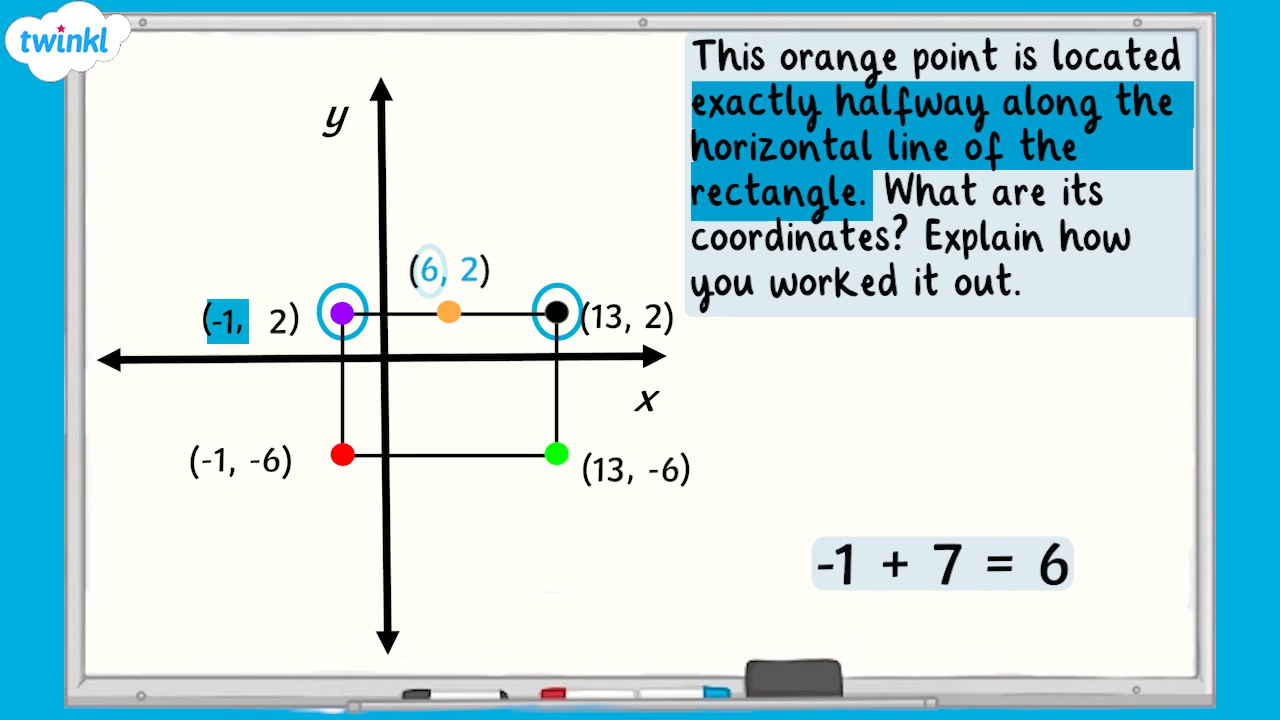 twinkl
This orange point is located
exactly halfway along the
horizontal line of the
rectangle. What are its
coordinates? Explain how
you worked it out.
y
(6, 2)
(-1, 2)
(13, 2)
x
(-1, -6)
(13, -6)
-1 + 7 = 6